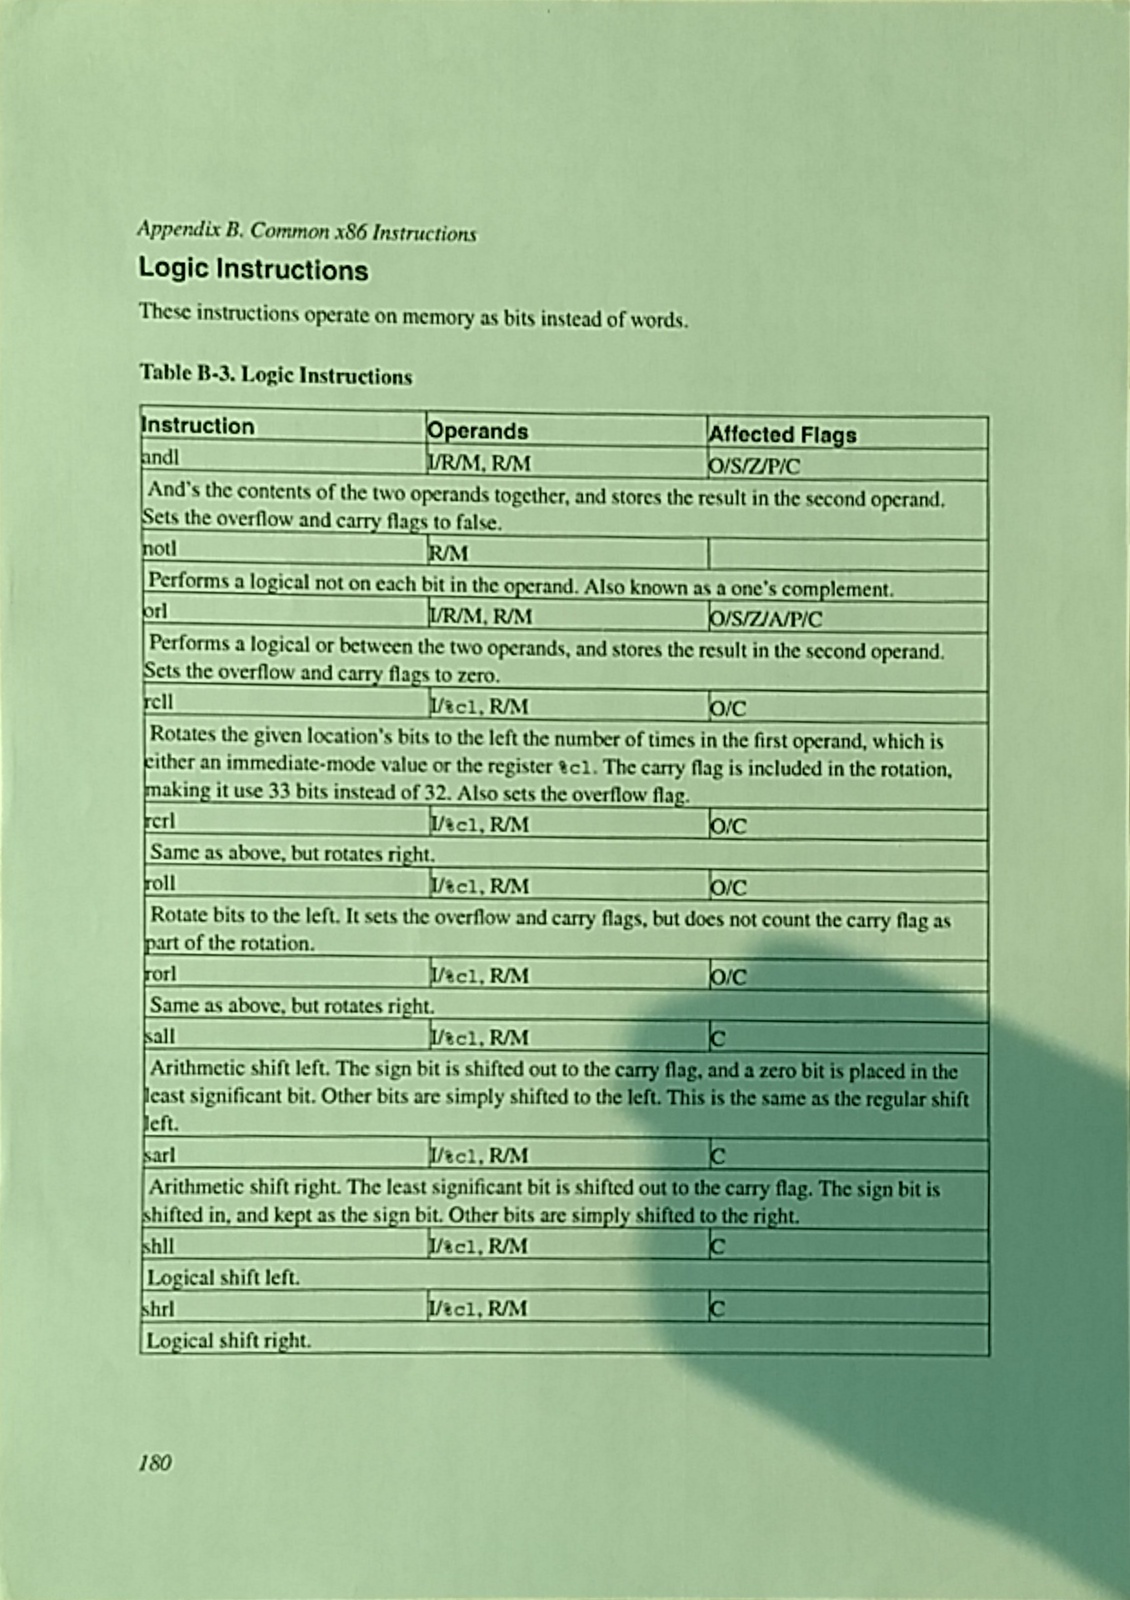 Appendix B. Common x86 Instructions
Logic Instructions
These instructions operate on memory as bits instead of words.
Table B-3. Logic Instructions
Instruction Operands Affected Flags
andl I/R/M, R/M O/S/Z/P/C
And's the contents of the two operands together, and stores the result in the second operand.
Sets the overflow and carry flags to false.
notl R/M
Performs a logical not on each bit in the operand. Also known as a one's complement.
orl I/R/M, R/M O/S/Z/A/P/C
Performs a logical or between the two operands, and stores the result in the second operand.
Sets the overflow and carry flags to zero.
rcll I/%cl, R/M O/C
Rotates the given location's bits to the left the number of times in the first operand, which is
either an immediate-mode value or the register %cl. The carry flag is included in the rotation,
making it use 33 bits instead of 32. Also sets the overflow flag.
rcrl I/%cl, R/M O/C
Same as above, but rotates right.
roll I/%cl, R/M O/C
Rotate bits to the left. It sets the overflow and carry flags, but does not count the carry flag as
part of the rotation.
rorl I/%cl, R/M O/C
Same as above, but rotates right.
sall I/%cl, R/M C
Arithmetic shift left. The sign bit is shifted out to the carry flag, and a zero bit is placed in the
least significant bit. Other bits are simply shifted to the left. This is the same as the regular shift
left.
sarl I/%cl, R/M C
Arithmetic shift right. The least significant bit is shifted out to the carry flag. The sign bit is
shifted in, and kept as the sign bit. Other bits are simply shifted to the right.
shll I/%cl, R/M C
Logical shift left.
shrl I/%cl, R/M C
Logical shift right.
180